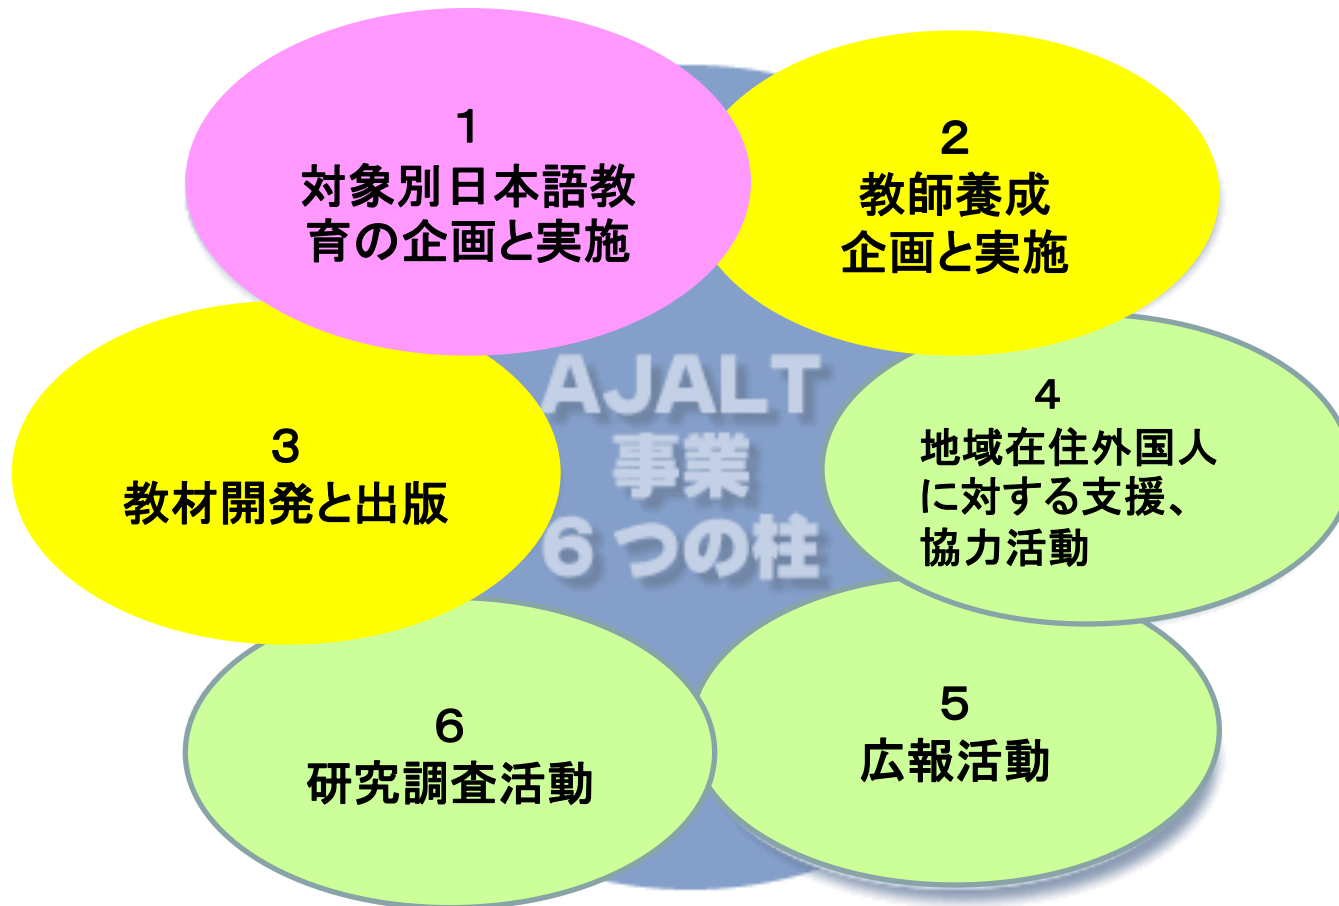 1
対象別日本語教
育の企画と実施
2
教師養成
企画と実施
3
教材開発と出版
AJALT
事業
6つの柱
4
地域在住外国人
に対する支援、
協力活動
5
広報活動
6
研究調査活動